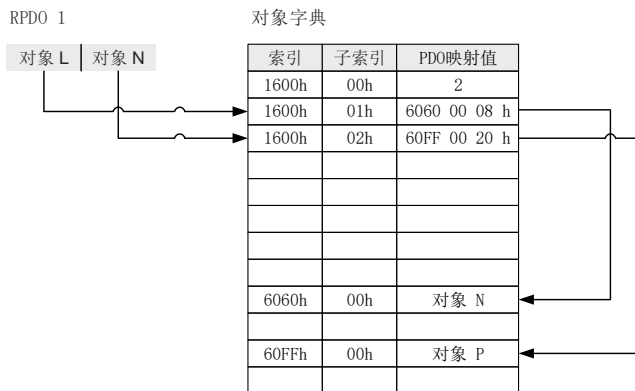 RPDO 1
对象字典
对象 L 对象 N
索引 子索引 PDO映射值
1600h 00h 2
1600h 01h 6060 00 08 h
1600h 02h 60FF 00 20 h
6060h 00h 对象 N
60FFh 00h 对象 P